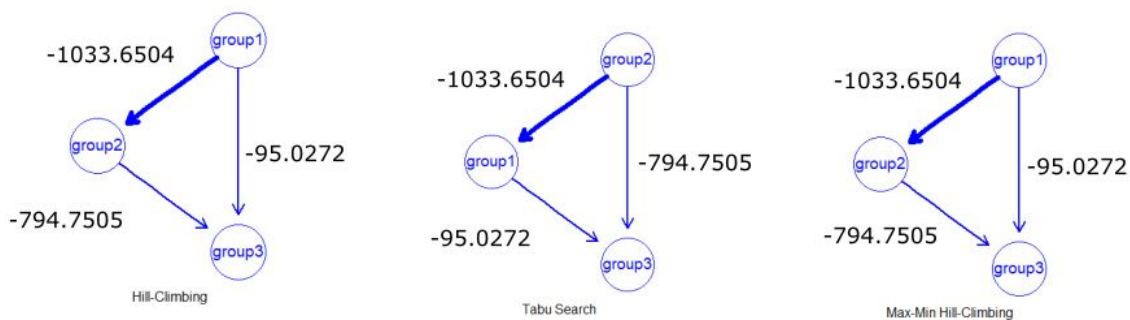 group1
-1033.6504
group2
-95.0272
-794.7505
group3
Hill-Climbing
group2
-1033.6504
group1
-794.7505
-95.0272
group3
Tabu Search
group1
-1033.6504
group2
-95.0272
-794.7505
group3
Max-Min Hill-Climbing